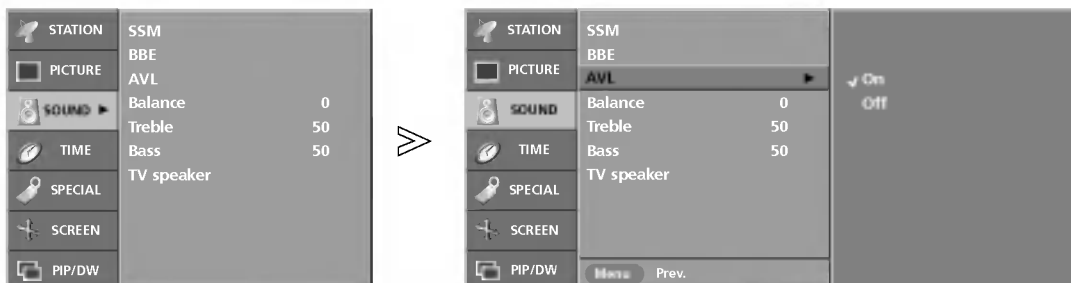 STATION
PICTURE
SOUND
TIME
SPECIAL
SCREEN
PIP/DW
SSM
BBE
AVL
Balance 0
Treble 50
Bass 50
TV speaker
STATION
PICTURE
SOUND
TIME
SPECIAL
SCREEN
PIP/DW
SSM
BBE
AVL
Balance 0
Treble 50
Bass 50
TV speaker
Menu Prev.
On
Off